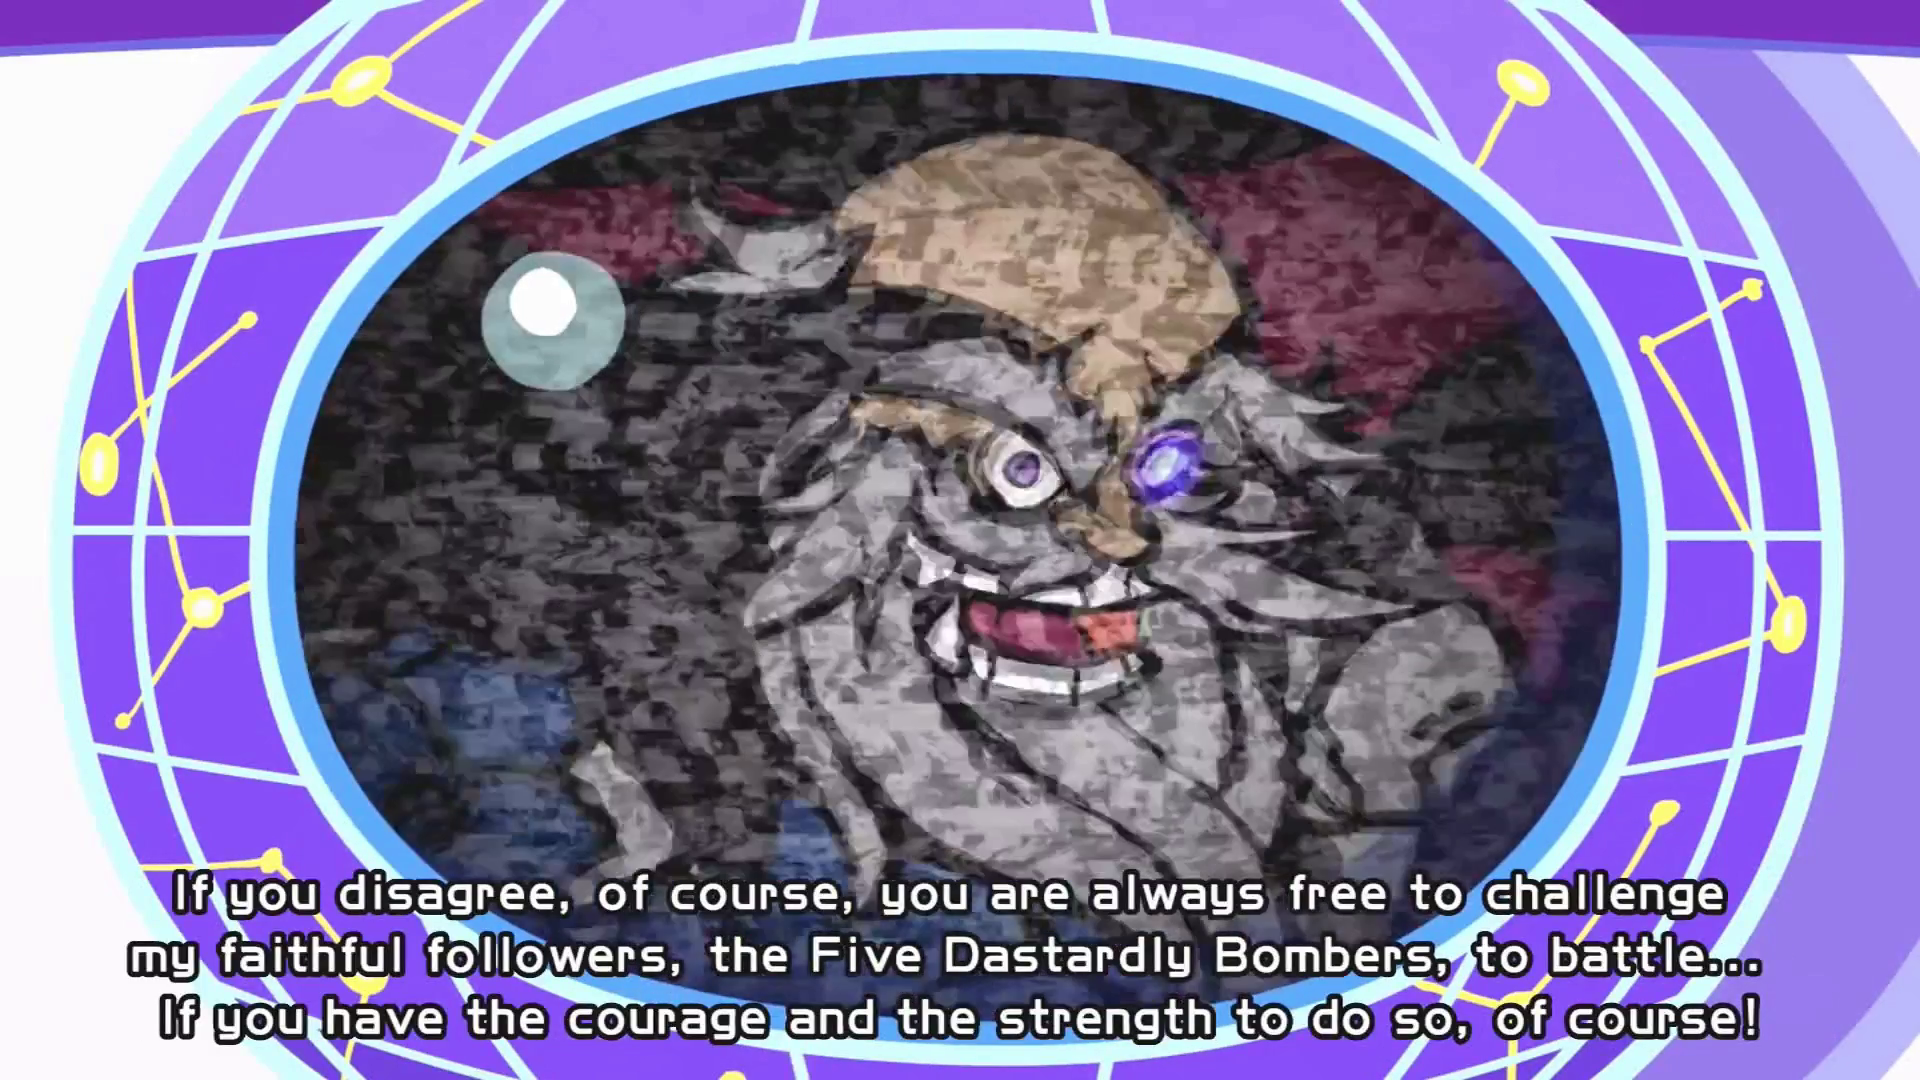 If you disagree, of course, you are always free to challenge
my faithful followers, the Five Dastardly Bombers, to battle...
If you have the courage and the strength to do so, of course!